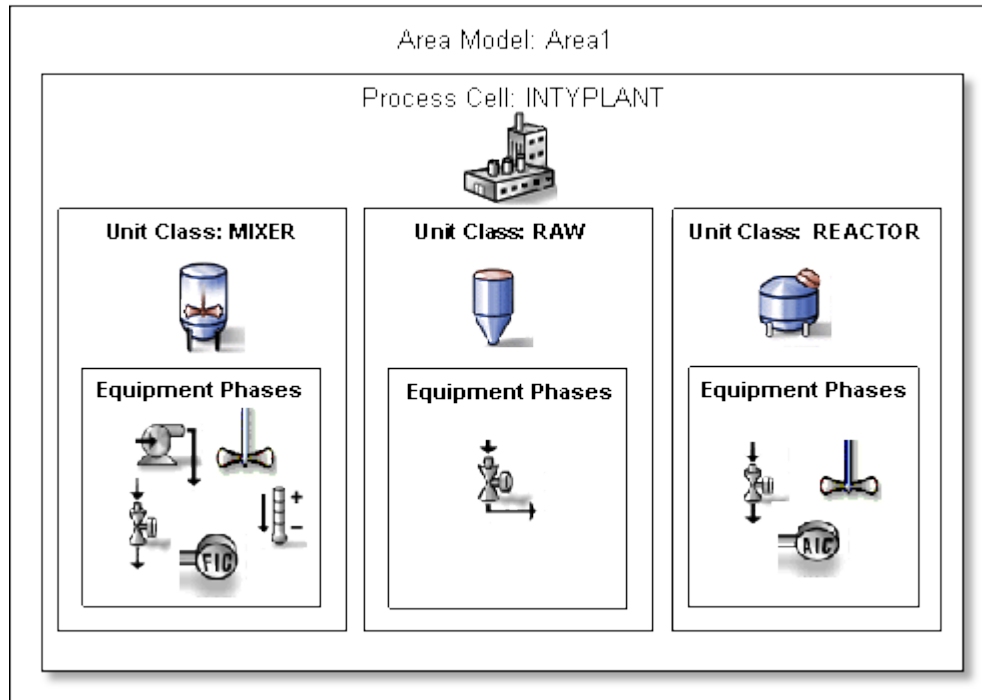 Area Model: Area1
Process Cell: INTYPLANT
Unit Class: MIXER
Unit Class: RAW
Unit Class: REACTOR
Equipment Phases
Equipment Phases
Equipment Phases
+
−
FIC
AIC